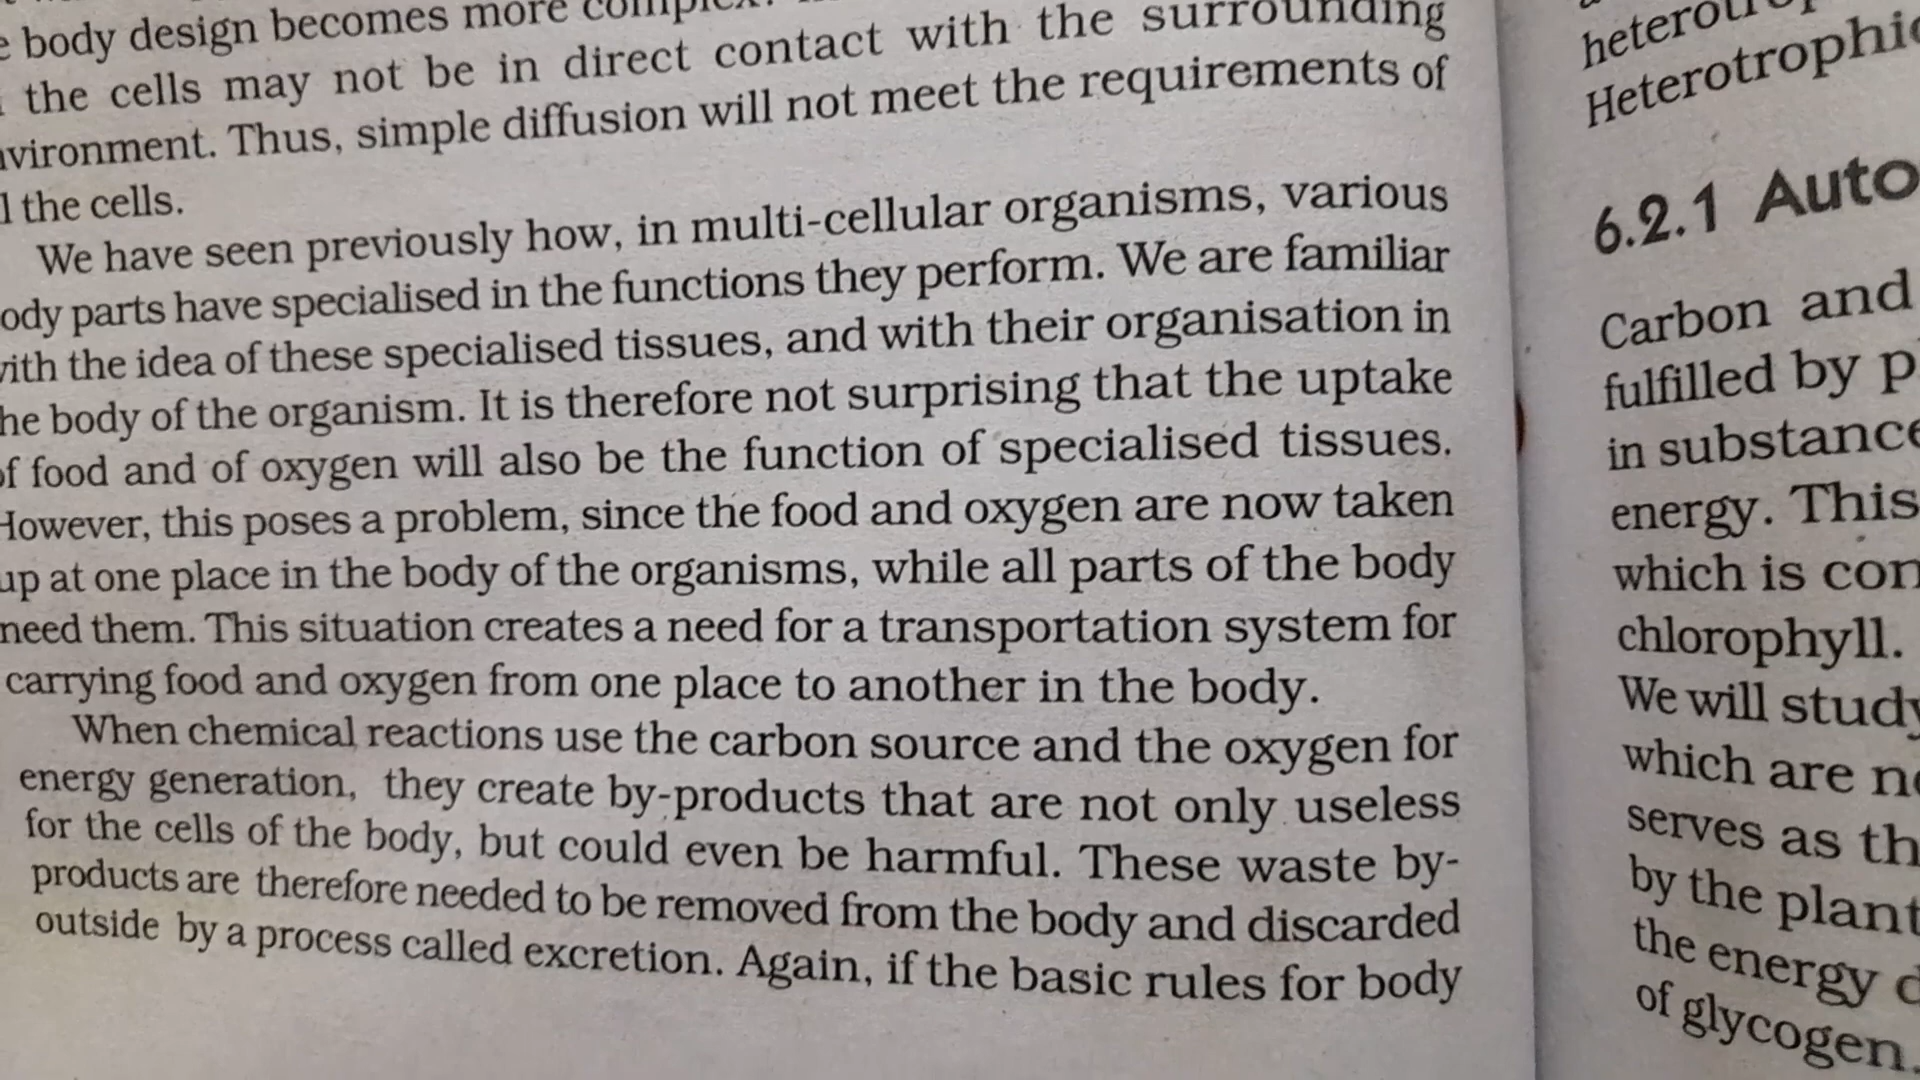 body design becomes more complex.
the cells may not be in direct contact with the surrounding
vironment. Thus, simple diffusion will not meet the requirements of
l the cells.
We have seen previously how, in multi-cellular organisms, various
ody parts have specialised in the functions they perform. We are familiar
ith the idea of these specialised tissues, and with their organisation in
he body of the organism. It is therefore not surprising that the uptake
of food and of oxygen will also be the function of specialised tissues.
However, this poses a problem, since the food and oxygen are now taken
up at one place in the body of the organisms, while all parts of the body
need them. This situation creates a need for a transportation system for
carrying food and oxygen from one place to another in the body.
When chemical reactions use the carbon source and the oxygen for
energy generation, they create by-products that are not only useless
for the cells of the body, but could even be harmful. These waste by-
products are therefore needed to be removed from the body and discarded
outside by a process called excretion. Again, if the basic rules for body
heterotrop
Heterotrophic
6.2.1 Auto
Carbon and
fulfilled by p
in substance
energy. This
which is con
chlorophyll.
We will study
which are no
serves as th
by the plant
the energy d
of glycogen.